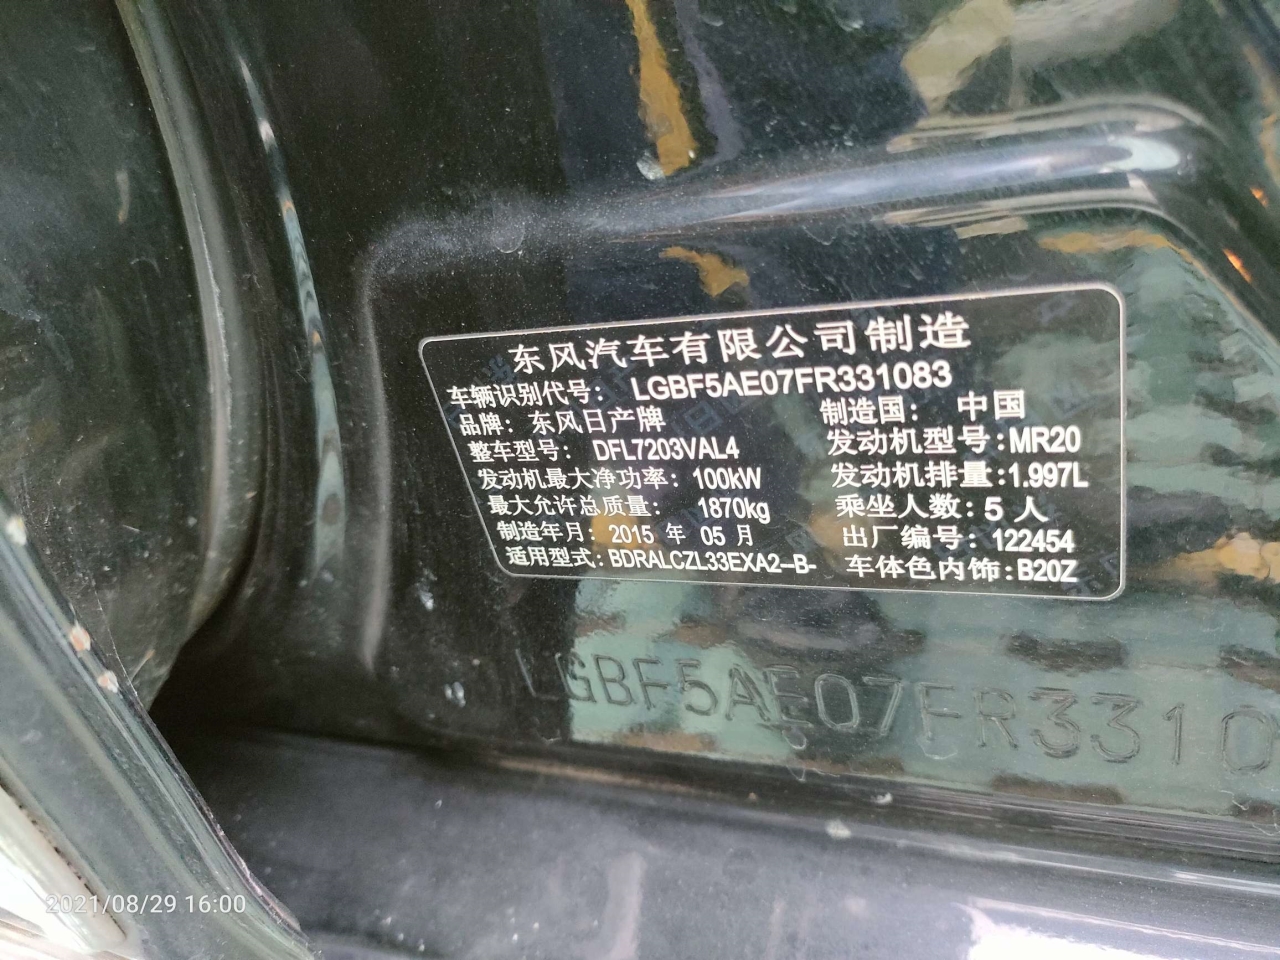 东风汽车有限公司制造
车辆识别代号: LGBF5AE07FR331083
品牌: 东风日产牌 制造国: 中国
整车型号: DFL7203VAL4 发动机型号:MR20
发动机最大净功率: 100kW 发动机排量:1.997L
最大允许总质量: 1870kg 乘坐人数: 5 人
制造年月: 2015 年 05 月 出厂编号: 122454
适用型式: BDRALCZL33EXA2--B- 车体色内饰:B20Z
LGBF5AE07FR3310
2021/08/29 16:00